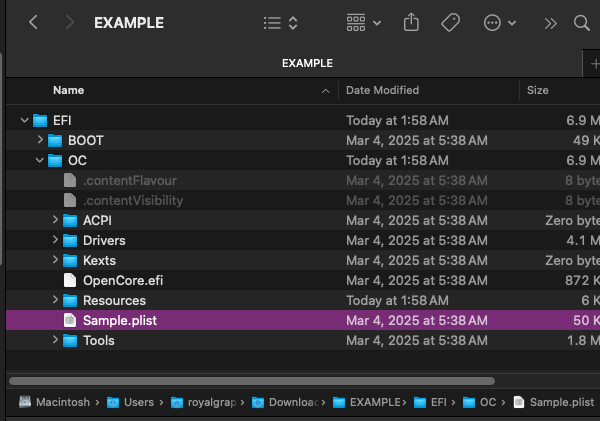 EXAMPLE
EXAMPLE
Name Date Modified Size
EFI Today at 1:58 AM 6.9 M
BOOT Mar 4, 2025 at 5:38 AM 49 K
OC Today at 1:58 AM 6.9 M
.contentFlavour Mar 4, 2025 at 5:38 AM 8 byte
.contentVisibility Mar 4, 2025 at 5:38 AM 8 byte
ACPI Mar 4, 2025 at 5:38 AM Zero byte
Drivers Mar 4, 2025 at 5:38 AM 4.1 M
Kexts Mar 4, 2025 at 5:38 AM Zero byte
OpenCore.efi Mar 4, 2025 at 5:38 AM 872 K
Resources Today at 1:58 AM 6 K
Sample.plist Mar 4, 2025 at 5:38 AM 50 K
Tools Mar 4, 2025 at 5:38 AM 1.8 M
Macintosh › Users › royalgrap › Downloac › EXAMPLE › EFI › OC › Sample.plist